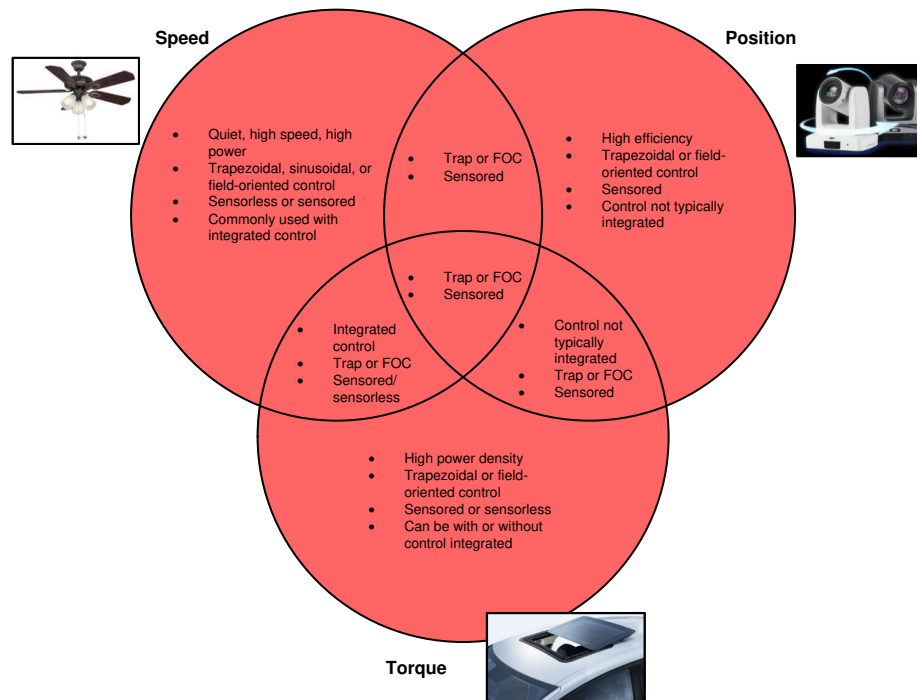 Speed
Position
• Quiet, high speed, high
power
• Trapezoidal, sinusoidal, or
field-oriented control
• Sensorless or sensored
• Commonly used with
integrated control
• Trap or FOC
• Sensored
• High efficiency
• Trapezoidal or field-
oriented control
• Sensored
• Control not typically
integrated
• Trap or FOC
• Sensored
• Integrated
control
• Trap or FOC
• Sensored/
sensorless
• Control not
typically
integrated
• Trap or FOC
• Sensored
• High power density
• Trapezoidal or field-
oriented control
• Sensored or sensorless
• Can be with or without
control integrated
Torque